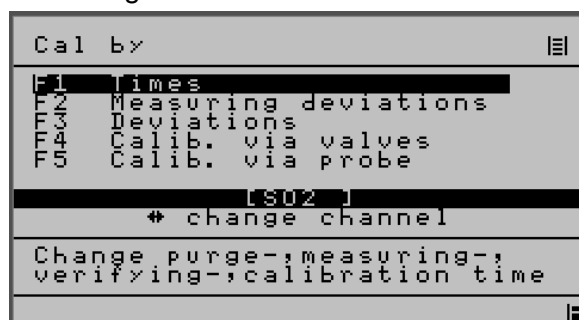 Cal by
F1 Times
F2 Measuring deviations
F3 Deviations
F4 Calib. via valves
F5 Calib. via probe
[SO2 ]
change channel
Change purge-,measuring-,
verifying-,calibration time